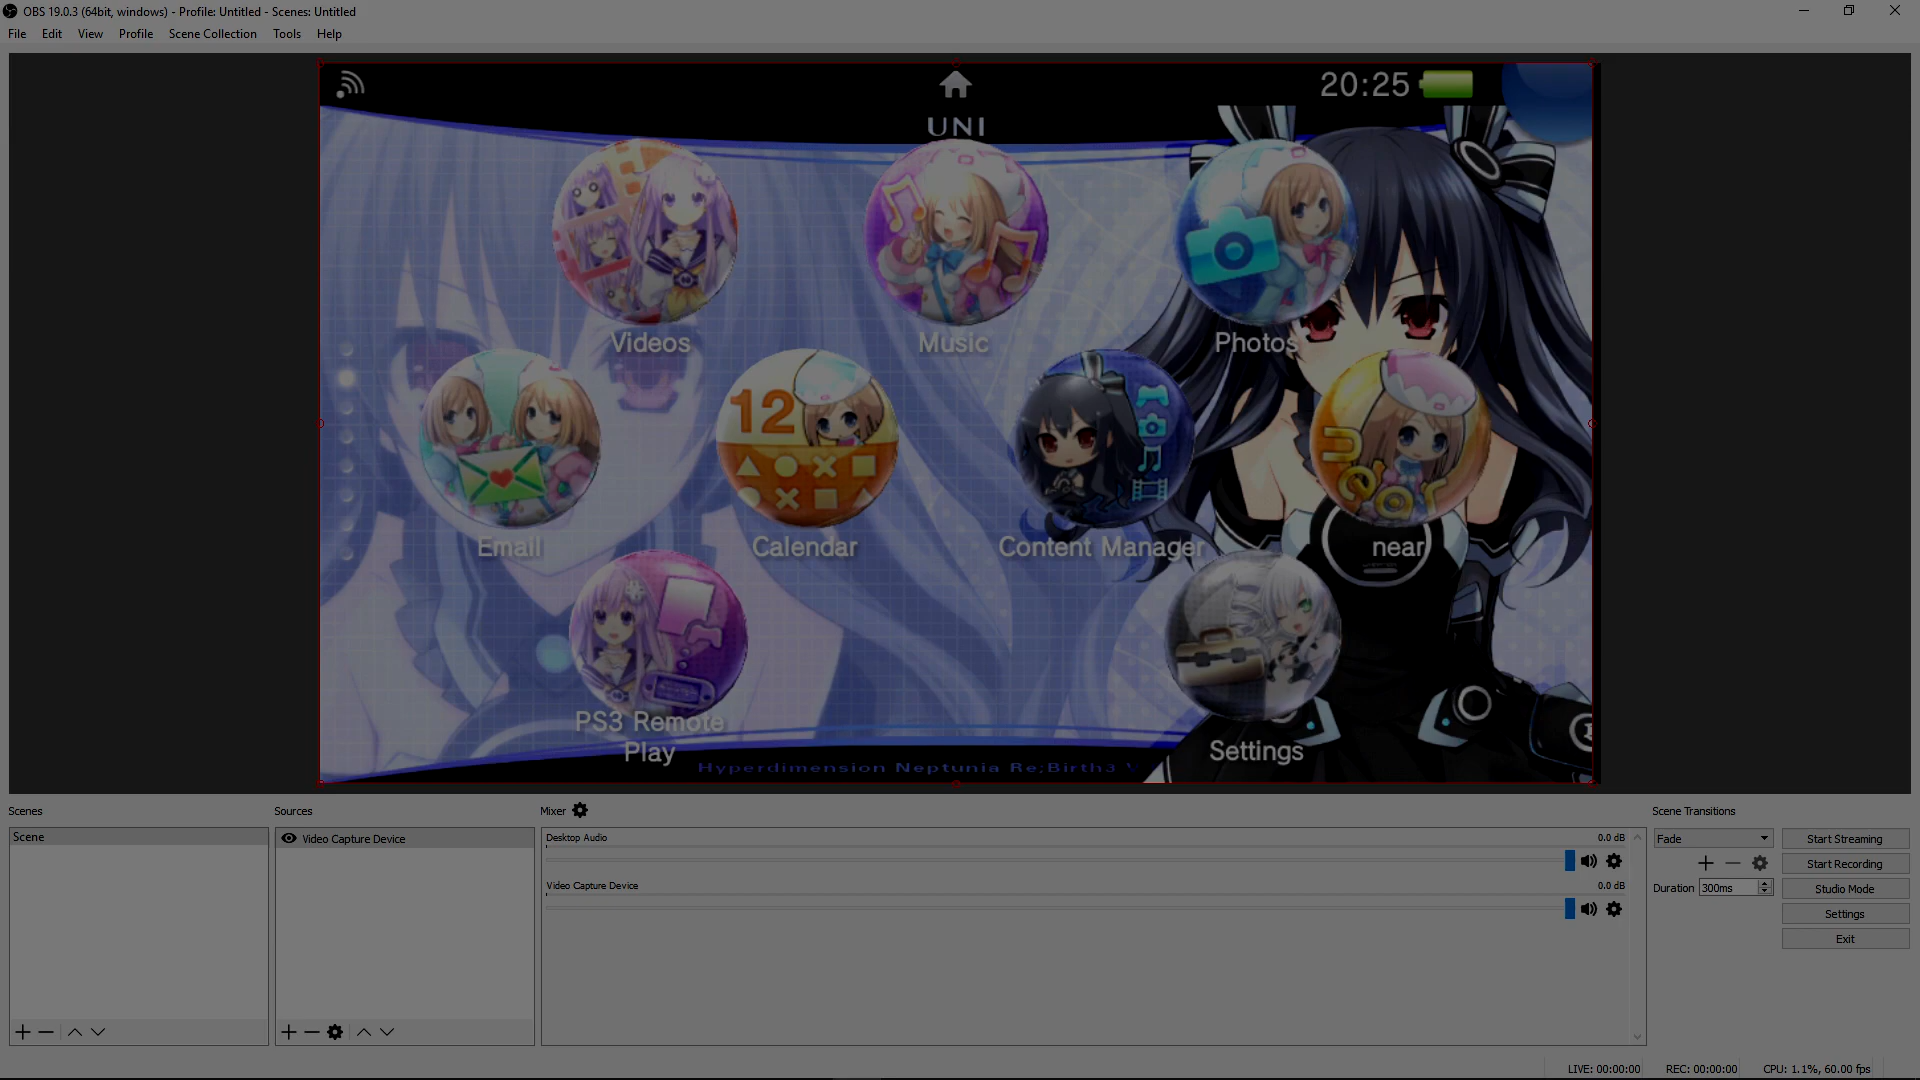 OBS 19.0.3 (64bit, windows) - Profile: Untitled - Scenes: Untitled
File Edit View Profile Scene Collection Tools Help
20:25
UNI
Videos Music Photos
12
near
Email Calendar Content Manager near
PS3 Remote
Play
Settings
Hyperdimension Neptunia Re;Birth3 V
Scenes Sources Mixer Scene Transitions
Scene
Video Capture Device
Desktop Audio 0.0 dB
Video Capture Device 0.0 dB
Fade
Duration 300ms
Start Streaming
Start Recording
Studio Mode
Settings
Exit
LIVE: 00:00:00 REC: 00:00:00 CPU: 1.1%, 60.00 fps